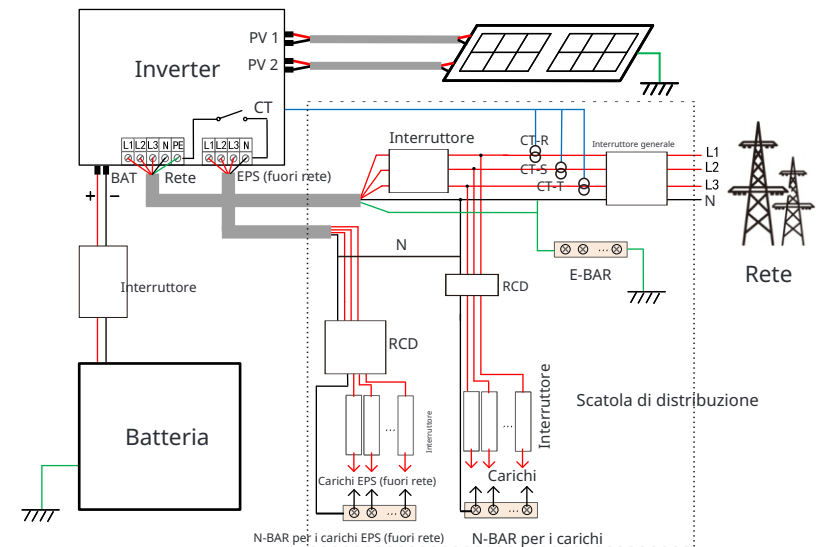 PV 1
Inverter
PV 2
CT
L1 L2 L3 N PE
L1 L2 L3 N
BAT
Rete
EPS (fuori rete)
+
−
Interruttore
CT-R
CT-S
CT-T
Interruttore generale
L1
L2
L3
N
N
E-BAR
Rete
RCD
Interruttore
RCD
Interruttore
...
Interruttore
...
Scatola di distribuzione
Batteria
Carichi EPS (fuori rete)
Carichi
...
...
N-BAR per i carichi EPS (fuori rete)
N-BAR per i carichi
...